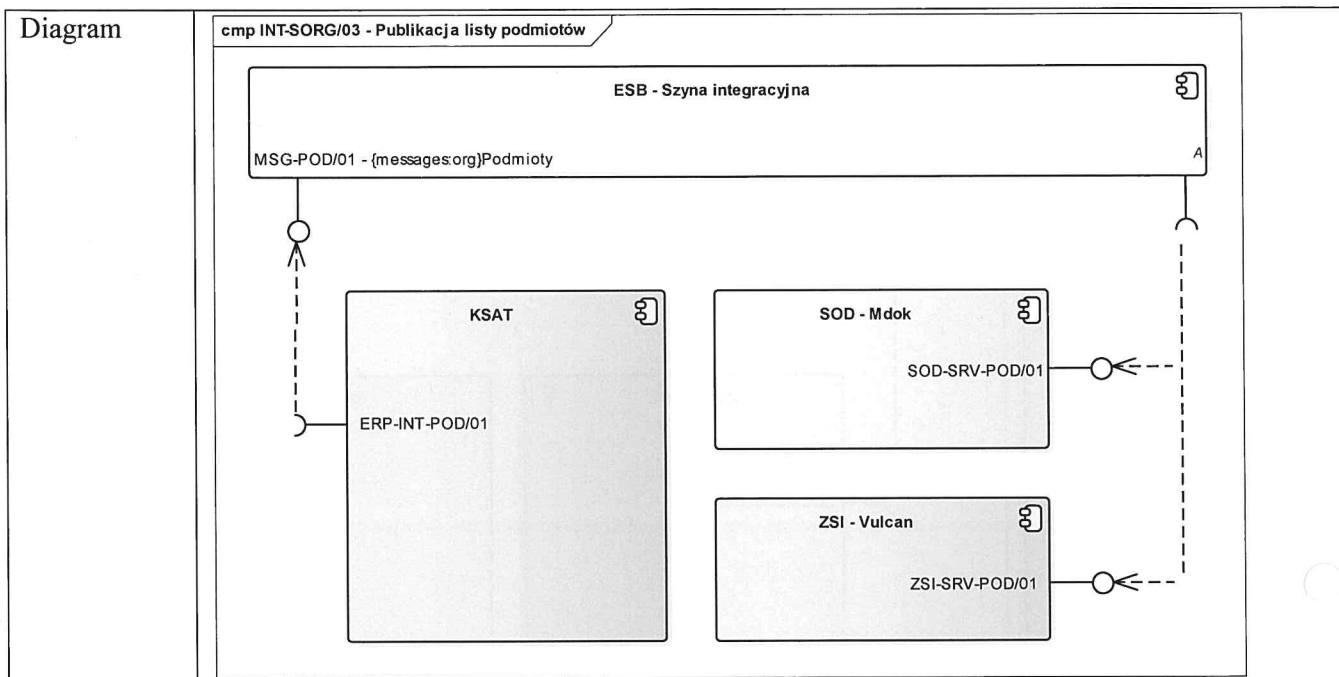 Diagram
cmp INT-SORG/03 - Publikacja listy podmiotów
ESB - Szyna integracyjna
MSG-POD/01 - {messages:org}Podmioty
A
KSAT
ERP-INT-POD/01
SOD - Mdok
SOD-SRV-POD/01
ZSI - Vulcan
ZSI-SRV-POD/01